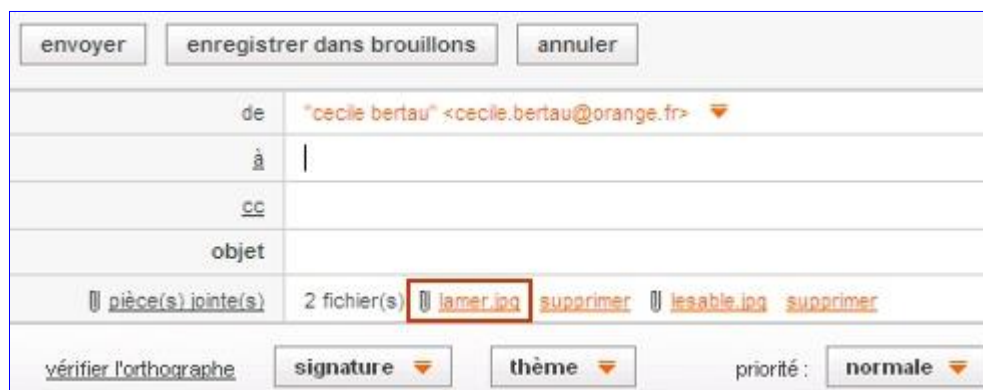 envoyer enregistrer dans brouillons annuler
de "cecile bertau" <cecile.bertau@orange.fr>
à
cc
objet
pièce(s) jointe(s) 2 fichier(s) lamer.jpg supprimer lesable.jpg supprimer
vérifier l'orthographe signature thème priorité : normale